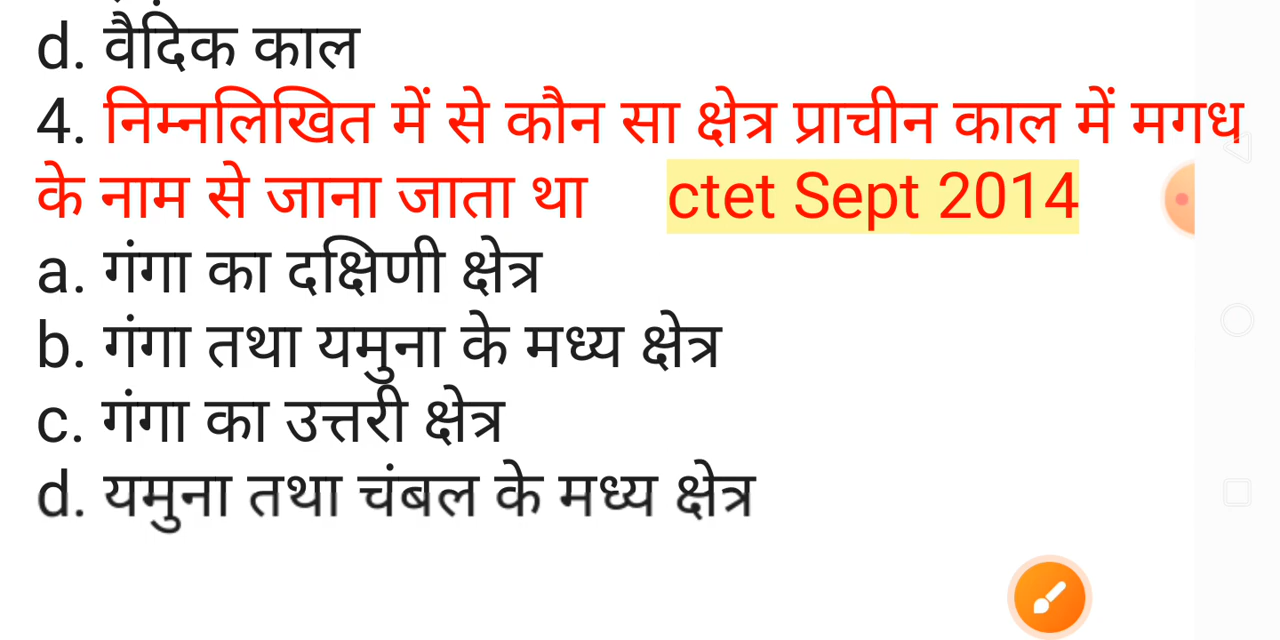 d. वैदिक काल
4. निम्नलिखित में से कौन सा क्षेत्र प्राचीन काल में मगध
के नाम से जाना जाता था ctet Sept 2014
a. गंगा का दक्षिणी क्षेत्र
b. गंगा तथा यमुना के मध्य क्षेत्र
c. गंगा का उत्तरी क्षेत्र
d. यमुना तथा चंबल के मध्य क्षेत्र